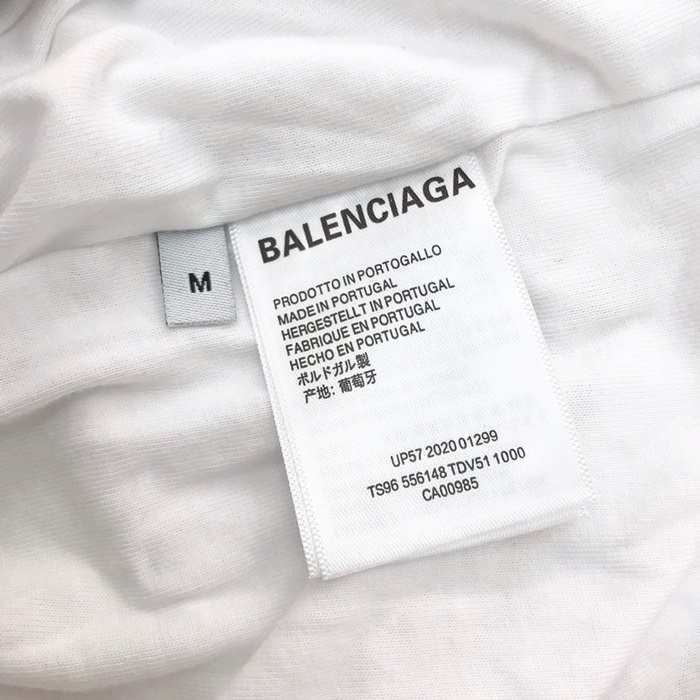 BALENCIAGA
M
PRODOTTO IN PORTOGALLO
MADE IN PORTUGAL
HERGESTELLT IN PORTUGAL
FABRIQUE EN PORTUGAL
HECHO EN PORTUGAL
ポルドガル製
产地: 葡萄牙
UP57 2020 01299
TS96 556148 TDV51 1000
CA00985